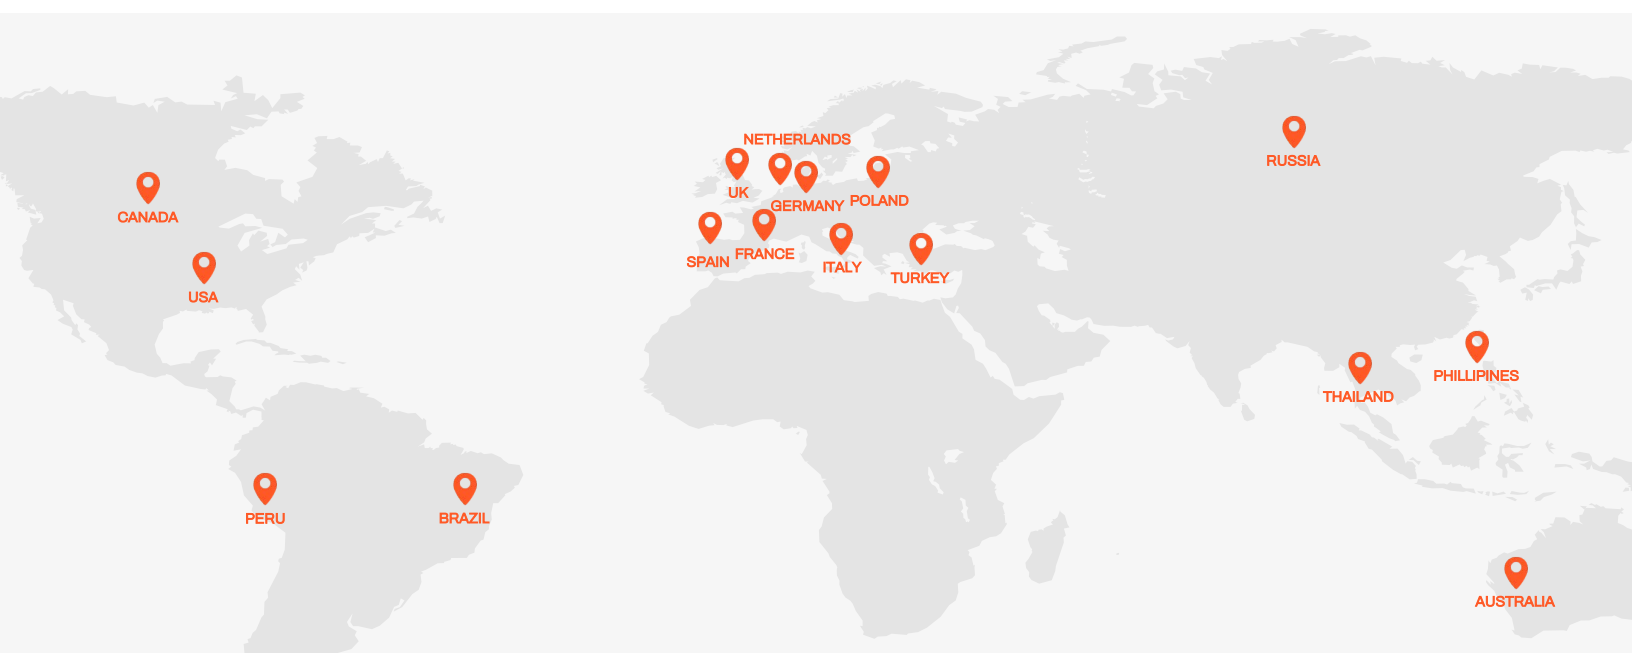 NETHERLANDS
RUSSIA
UK
POLAND
GERMANY
CANADA
FRANCE
SPAIN
ITALY
TURKEY
USA
PHILLIPINES
THAILAND
PERU
BRAZIL
AUSTRALIA